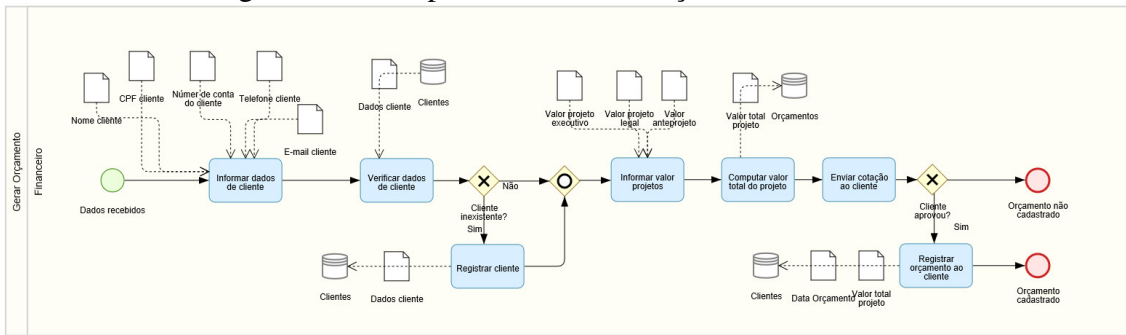 Gerar Orçamento
Financeiro
Nome cliente
CPF cliente
Númer de conta
do cliente
Telefone cliente
E-mail cliente
Dados cliente
Clientes
Dados recebidos
Informar dados
de cliente
Verificar dados
de cliente
Não
Cliente
inexistente?
Sim
Registrar cliente
Clientes
Dados cliente
Valor projeto
executivo
Valor projeto
legal
Valor
anteprojeto
Informar valor
projetos
Valor total
projeto
Orçamentos
Computar valor
total do projeto
Enviar cotação
ao cliente
Cliente
aprovou?
Sim
Orçamento não
cadastrado
Registrar
orçamento ao
cliente
Clientes
Data Orçamento
Valor total
projeto
Orçamento
cadastrado